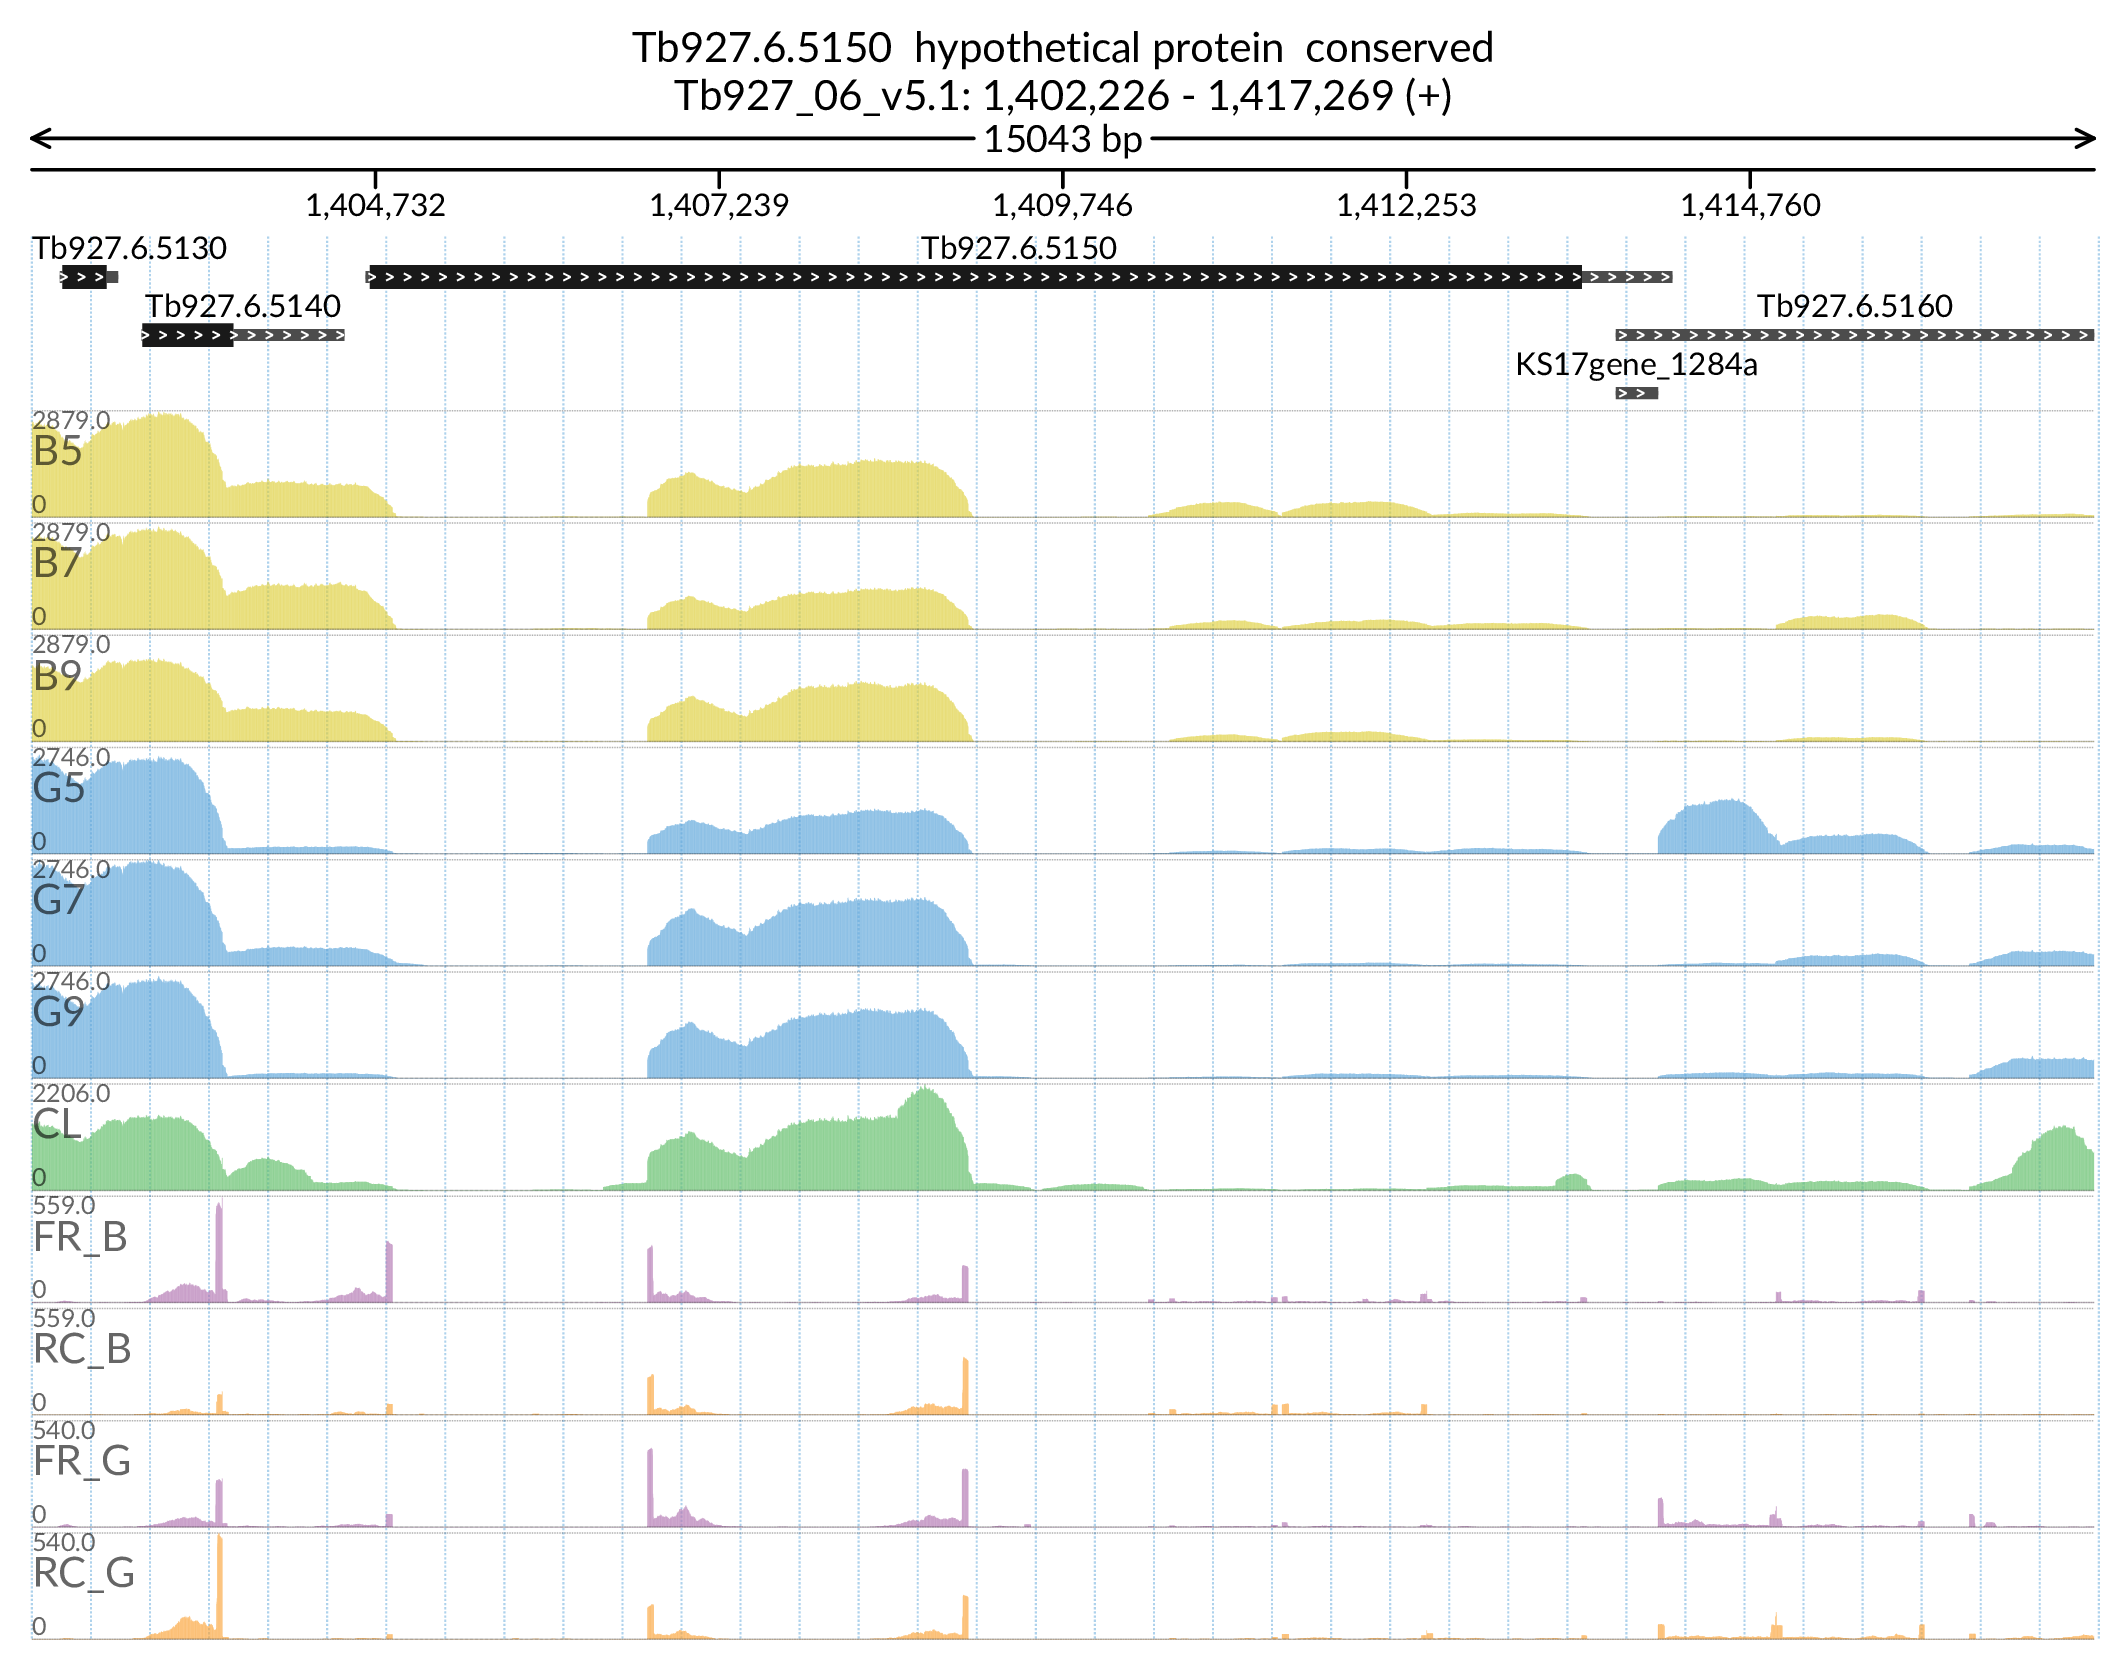 Tb927.6.5150 hypothetical protein conserved
Tb927_06_v5.1: 1,402,226 - 1,417,269 (+)
15043 bp
1,404,732 1,407,239 1,409,746 1,412,253 1,414,760
Tb927.6.5130 Tb927.6.5150
Tb927.6.5140 Tb927.6.5160
KS17gene_1284a
2879.0
B5
0
2879.0
B7
0
2879.0
B9
0
2746.0
G5
0
2746.0
G7
0
2746.0
G9
0
2206.0
CL
0
559.0
FR_B
0
559.0
RC_B
0
540.0
FR_G
0
540.0
RC_G
0